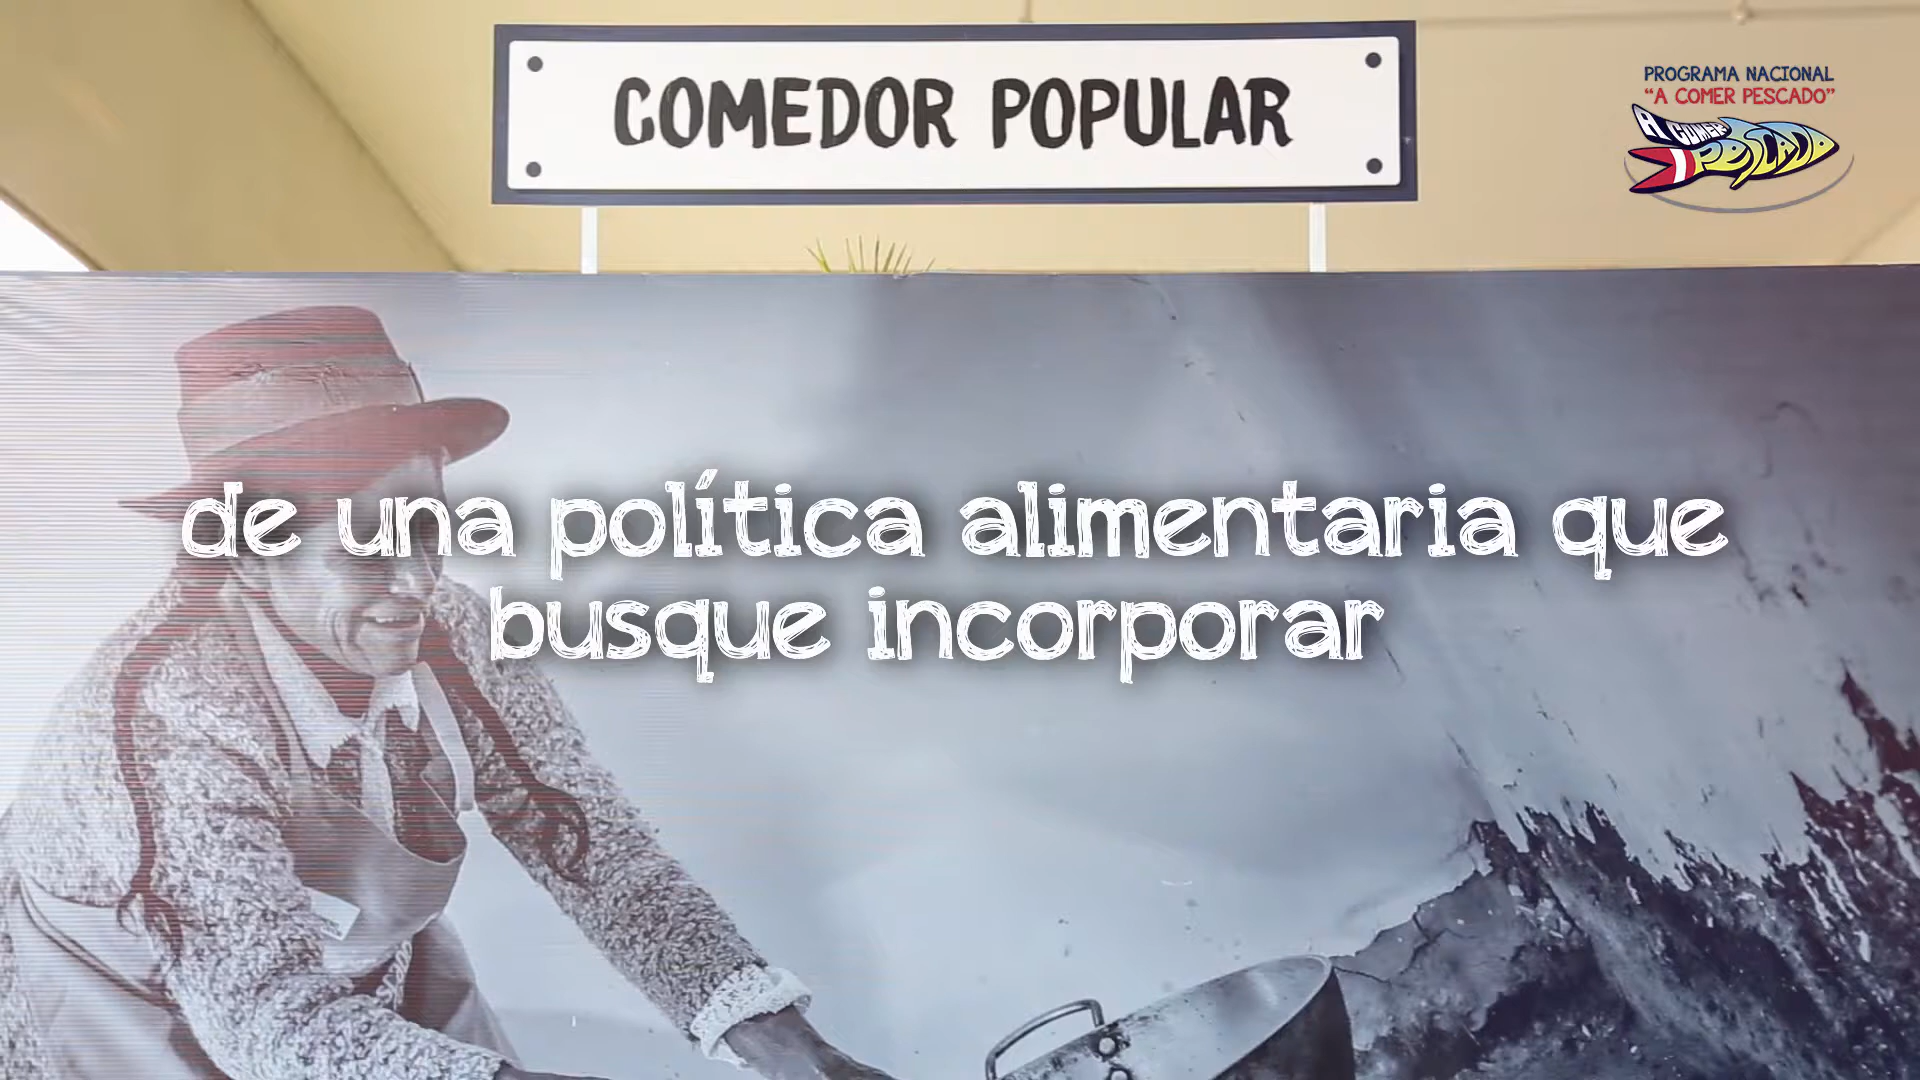 COMEDOR POPULAR
PROGRAMA NACIONAL
“A COMER PESCADO”
A COMER
PESCADO
de una política alimentaria que
busque incorporar